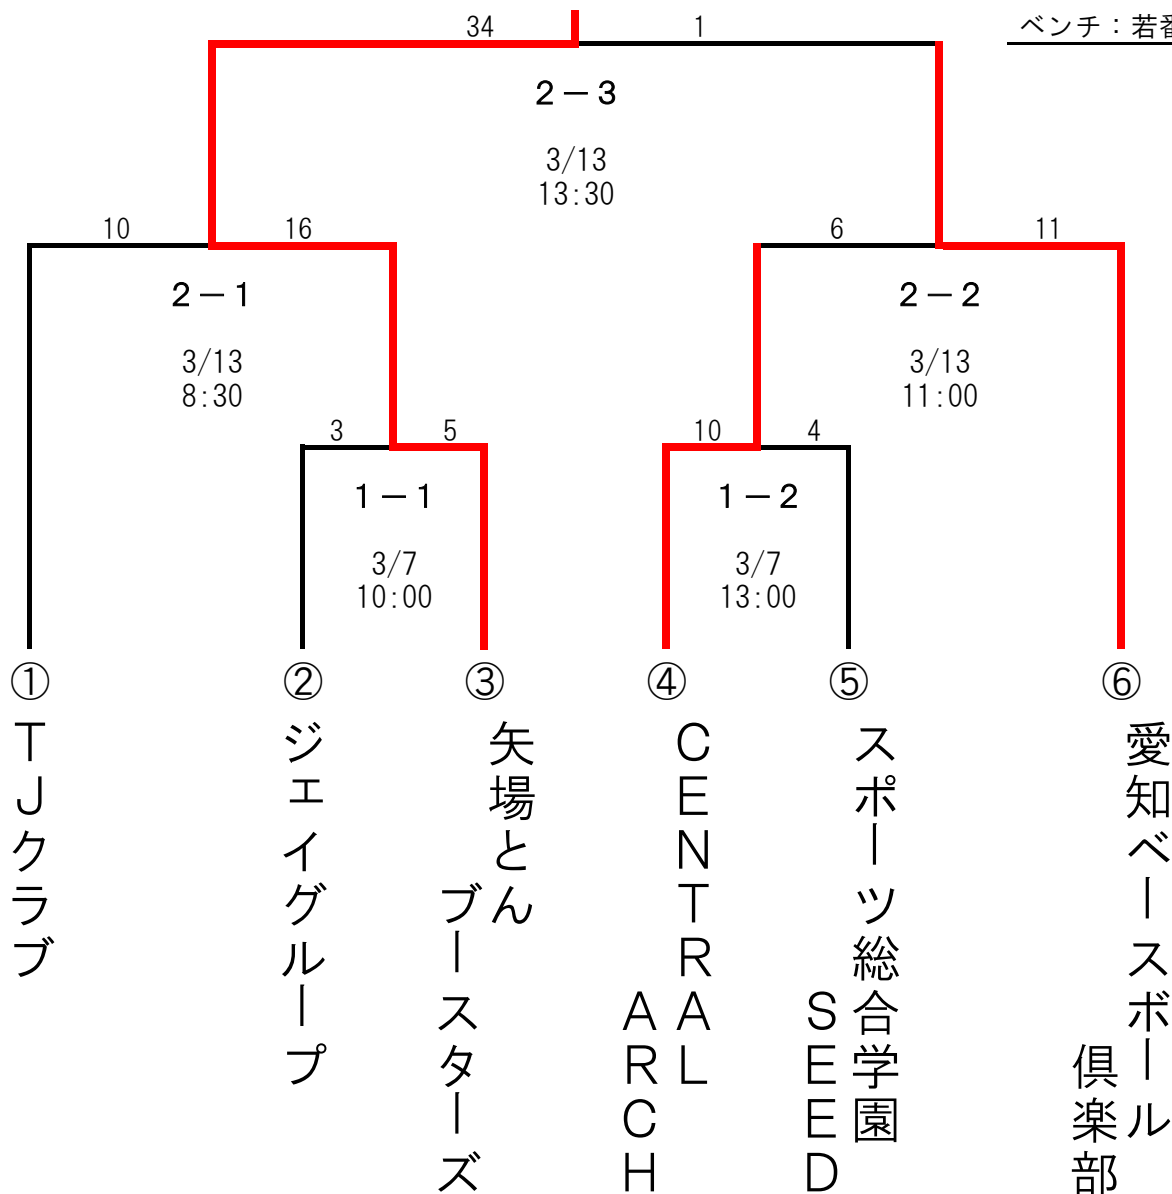 34
1
ベンチ：若番
2－3
3/13
13:30
10
16
6
11
2－1
2－2
3/13
8:30
3/13
11:00
3
5
10
4
1－1
1－2
3/7
10:00
3/7
13:00
①
②
③
④
⑤
⑥
ＴＪクラブ
ジェイグループ
矢場とん
ブースターズ
ＣＥＮＴＲＡＬ
ＡＲＣＨ
スポーツ総合学園
ＳＥＥＤ
愛知ベースボール
倶楽部